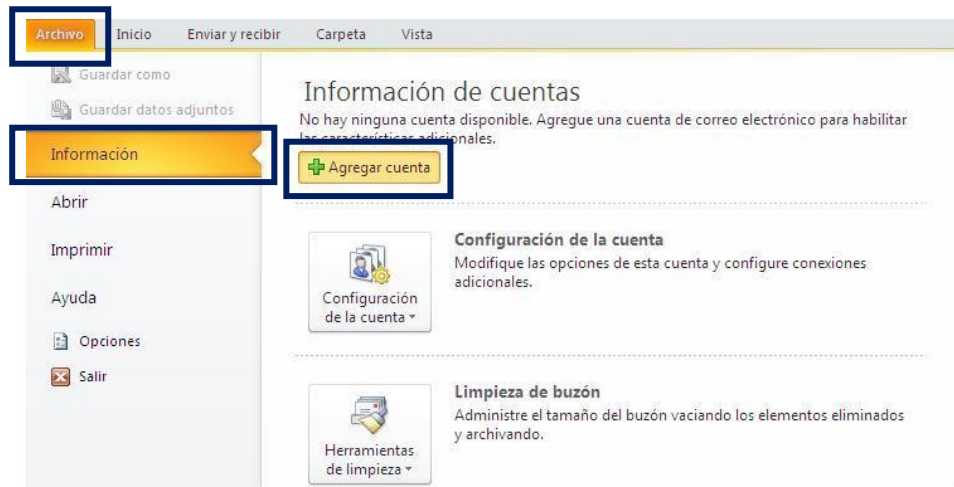 Archivo Inicio Enviar y recibir Carpeta Vista
Guardar como
Guardar datos adjuntos
Información
Abrir
Imprimir
Ayuda
Opciones
Salir
Información de cuentas
No hay ninguna cuenta disponible. Agregue una cuenta de correo electrónico para habilitar
las características adicionales.
Agregar cuenta
Configuración
de la cuenta
Configuración de la cuenta
Modifique las opciones de esta cuenta y configure conexiones
adicionales.
Herramientas
de limpieza
Limpieza de buzón
Administre el tamaño del buzón vaciando los elementos eliminados
y archivando.